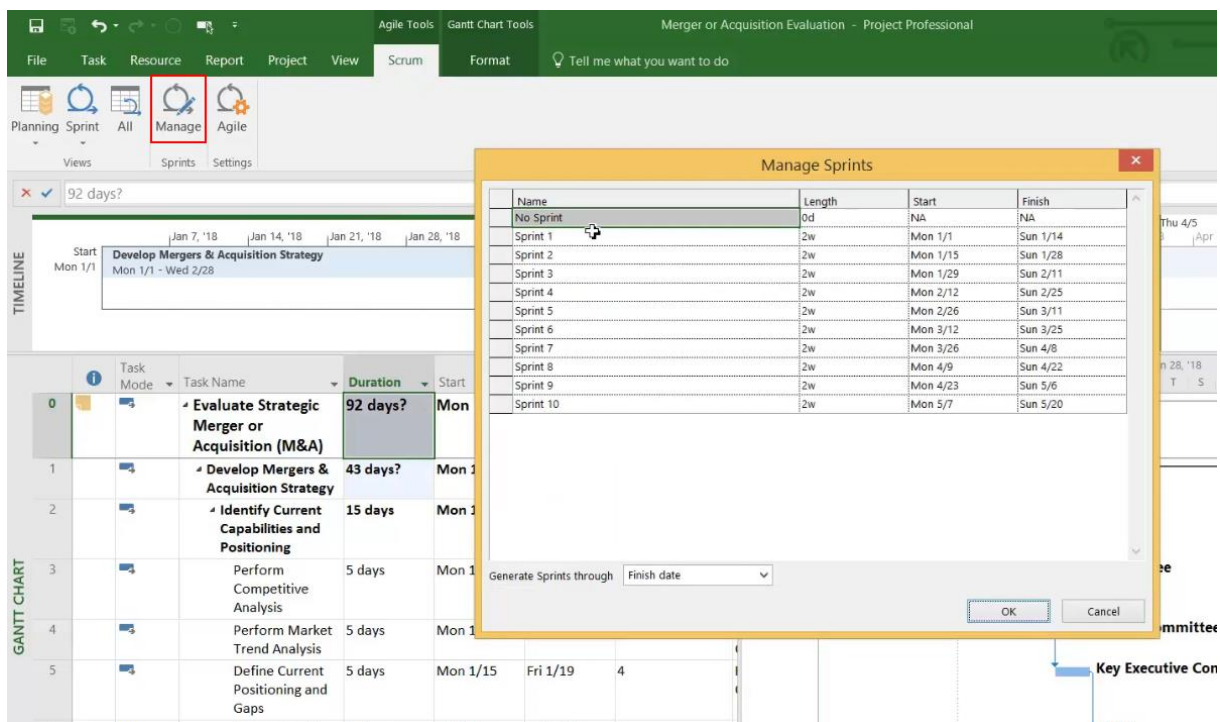 Agile Tools Gantt Chart Tools Merger or Acquisition Evaluation - Project Professional
File Task Resource Report Project View Scrum Format Tell me what you want to do
Planning Sprint All Manage Agile
Views Sprints Settings
92 days?
Manage Sprints
Name Length Start Finish
No Sprint 0d NA NA
Sprint 1 2w Mon 1/1 Sun 1/14
Sprint 2 2w Mon 1/15 Sun 1/28
Sprint 3 2w Mon 1/29 Sun 2/11
Sprint 4 2w Mon 2/12 Sun 2/25
Sprint 5 2w Mon 2/26 Sun 3/11
Sprint 6 2w Mon 3/12 Sun 3/25
Sprint 7 2w Mon 3/26 Sun 4/8
Sprint 8 2w Mon 4/9 Sun 4/22
Sprint 9 2w Mon 4/23 Sun 5/6
Sprint 10 2w Mon 5/7 Sun 5/20
Generate Sprints through Finish date
OK Cancel
TIMELINE
Jan 7, '18 Jan 14, '18 Jan 21, '18 Jan 28, '18
Start
Mon 1/1
Develop Mergers & Acquisition Strategy
Mon 1/1 - Wed 2/28
Thu 4/5
Apr
GANTT CHART
Task
Mode Task Name Duration Start
n 28, '18
T S
0 Evaluate Strategic 92 days? Mon
Merger or
Acquisition (M&A)
1 Develop Mergers & 43 days? Mon 1
Acquisition Strategy
2 Identify Current 15 days Mon 1
Capabilities and
Positioning
3 Perform 5 days Mon 1
Competitive
Analysis
4 Perform Market 5 days Mon 1
Trend Analysis
5 Define Current 5 days Mon 1/15 Fri 1/19 4
Positioning and
Gaps
ee
ommittee
Key Executive Con